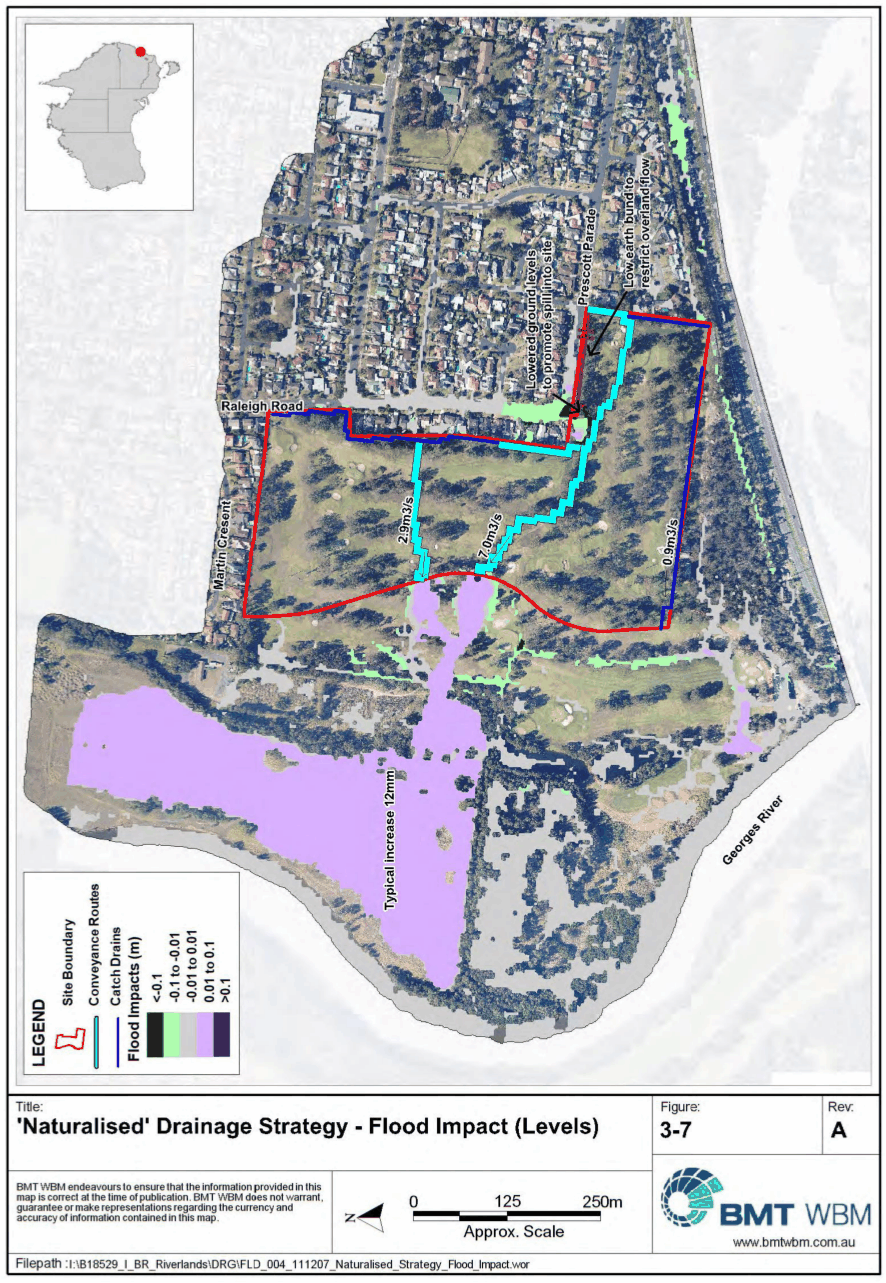 Prescott Parade
Low earth bund to
restrict overland flow
Lowered ground levels
to promote spill into site
Raleigh Road
Martin Cresent
2.9m3/s
7.0m3/s
0.9m3/s
Typical increase 12mm
Georges River
LEGEND
Site Boundary
Conveyance Routes
Catch Drains
Flood Impacts (m)
<-0.1
-0.1 to -0.01
-0.01 to 0.01
0.01 to 0.1
>0.1
Title:
'Naturalised' Drainage Strategy - Flood Impact (Levels)
Figure:
3-7
Rev:
A
BMT WBM endeavours to ensure that the information provided in this
map is correct at the time of publication. BMT WBM does not warrant,
guarantee or make representations regarding the currency and
accuracy of information contained in this map.
N
0 125 250m
Approx. Scale
BMT WBM
www.bmtwbm.com.au
Filepath : I:\B18529_I_BR_Riverlands\DRG\FLD_004_111207_Naturalised_Strategy_Flood_Impact.wor